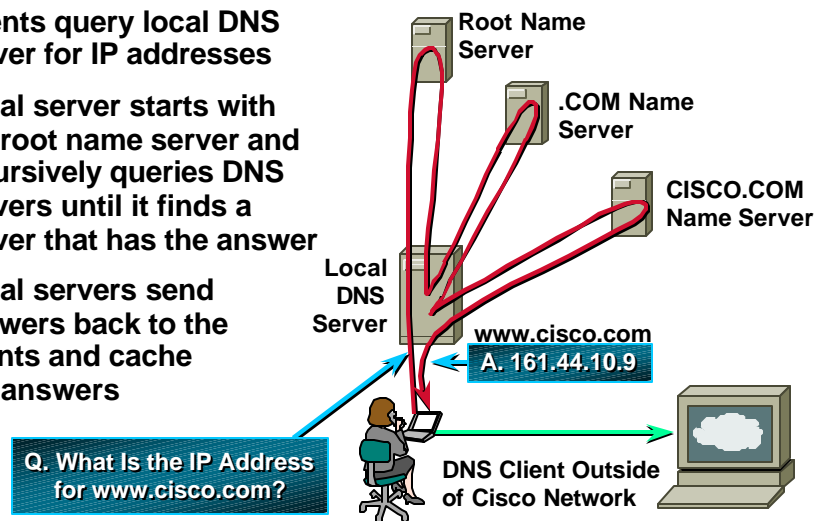 ents query local DNS
ver for IP addresses
al server starts with
root name server and
ursively queries DNS
vers until it finds a
ver that has the answer
al servers send
wers back to the
nts and cache
answers
Root Name
Server
.COM Name
Server
CISCO.COM
Name Server
Local
DNS
Server
www.cisco.com
A. 161.44.10.9
Q. What Is the IP Address
for www.cisco.com?
DNS Client Outside
of Cisco Network